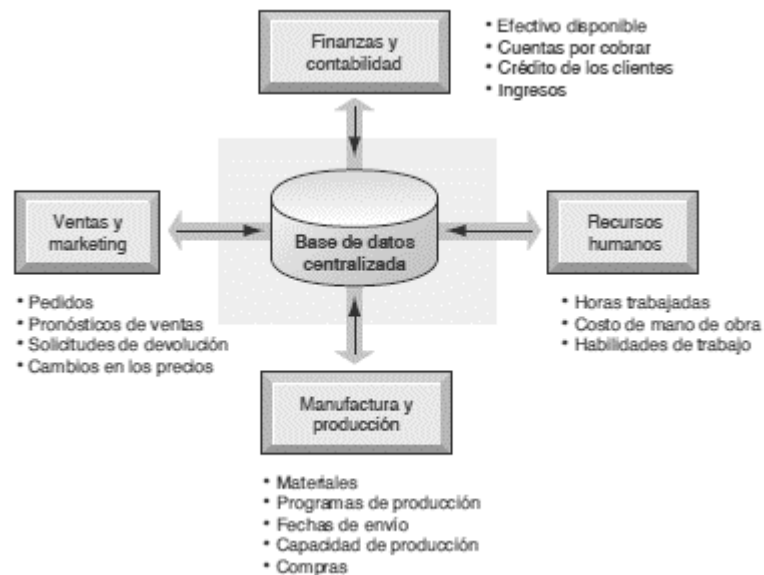 Finanzas y
contabilidad
• Efectivo disponible
• Cuentas por cobrar
• Crédito de los clientes
• Ingresos
Ventas y
marketing
Base de datos
centralizada
Recursos
humanos
• Pedidos
• Pronósticos de ventas
• Solicitudes de devolución
• Cambios en los precios
• Horas trabajadas
• Costo de mano de obra
• Habilidades de trabajo
Manufactura y
producción
• Materiales
• Programas de producción
• Fechas de envío
• Capacidad de producción
• Compras